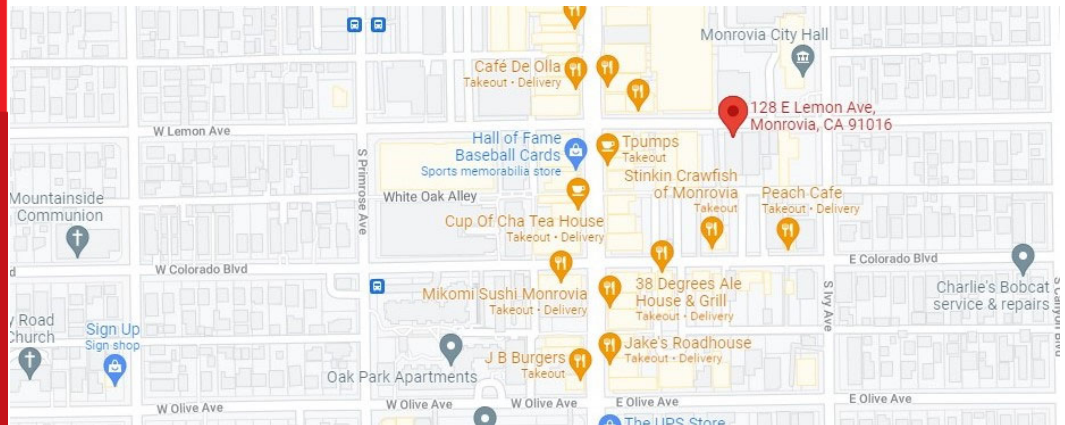 Monrovia City Hall
Café De Olla
Takeout • Delivery
128 E Lemon Ave,
Monrovia, CA 91016
W Lemon Ave
Hall of Fame
Baseball Cards
Sports memorabilia store
Tpumps
Takeout
S Primrose Ave
Stinkin Crawfish
of Monrovia
Takeout
Peach Cafe
Takeout • Delivery
White Oak Alley
Mountainside
Communion
Cup Of Cha Tea House
Takeout • Delivery
W Colorado Blvd
E Colorado Blvd
Mikomi Sushi Monrovia
Takeout • Delivery
38 Degrees Ale
House & Grill
S Ivy Ave
Charlie's Bobcat
service & repairs
y Road
Church
Sign Up
Sign shop
Jake's Roadhouse
Takeout • Delivery
J B Burgers
Takeout
Oak Park Apartments
W Olive Ave
W Olive Ave
W Olive Ave
E Olive Ave
E Olive Ave
The UPS Store